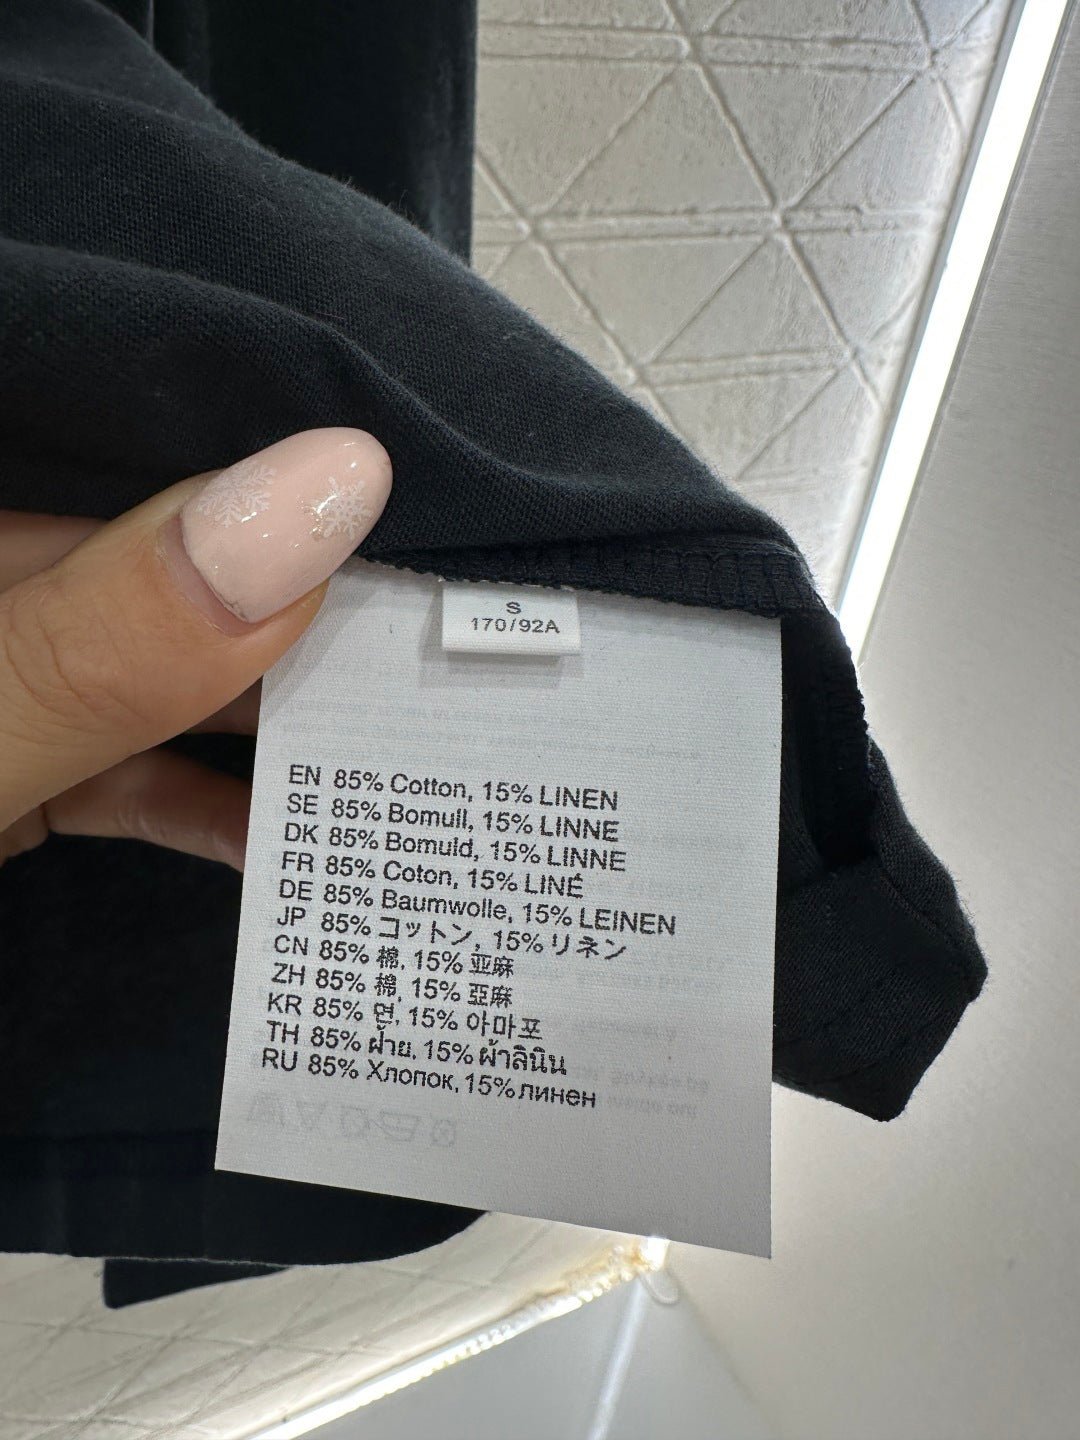 S
170/92A
EN 85% Cotton, 15% LINEN
SE 85% Bomull, 15% LINNE
DK 85% Bomuld, 15% LINNE
FR 85% Coton, 15% LINÉ
DE 85% Baumwolle, 15% LEINEN
JP 85% コットン, 15% リネン
CN 85% 棉, 15% 亚麻
ZH 85% 棉, 15% 亞麻
KR 85% 면, 15% 아마포
TH 85% ฝ้าย, 15% ผ้าลินิน
RU 85% Хлопок, 15% линен